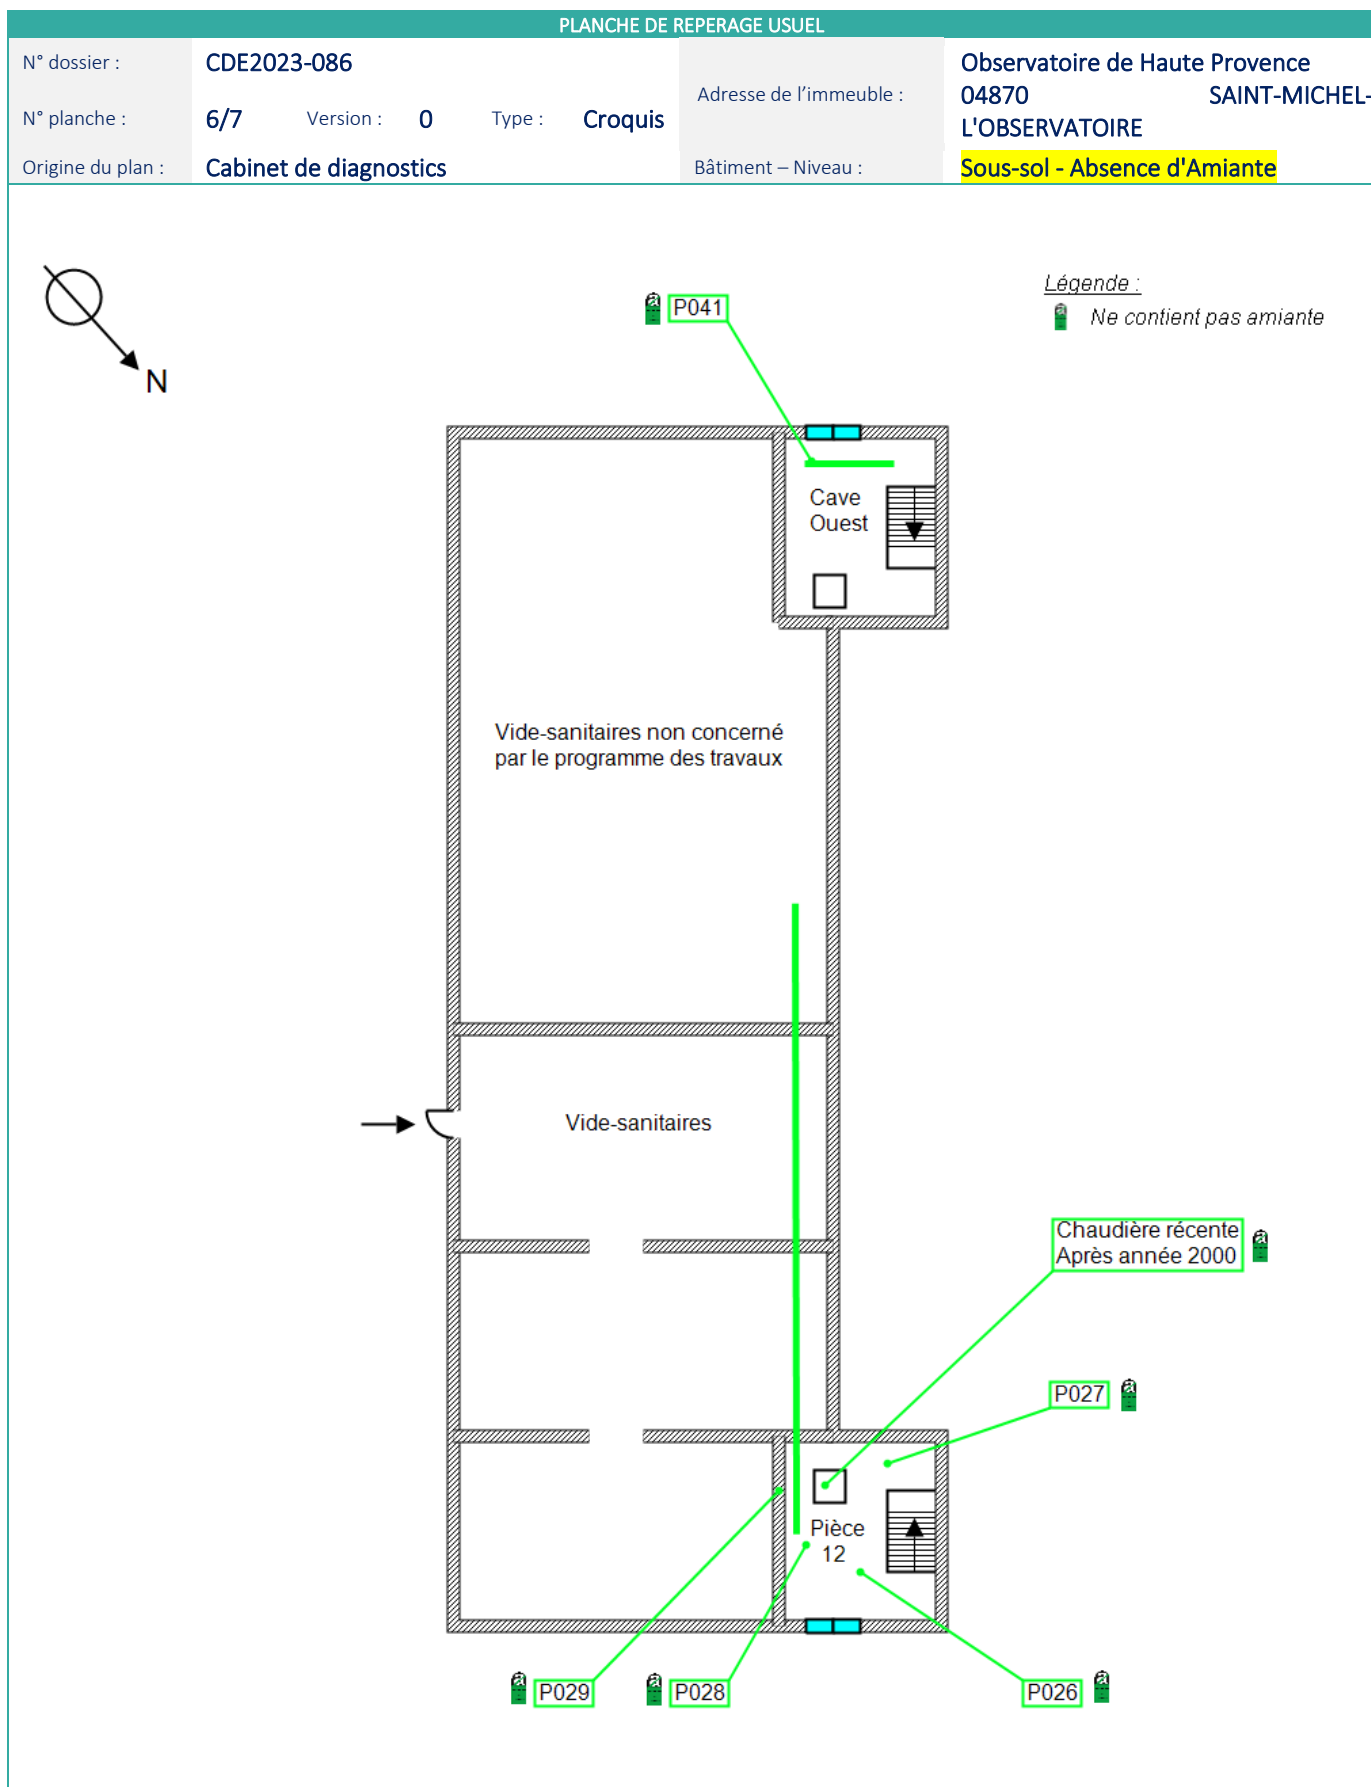 PLANCHE DE REPERAGE USUEL
N° dossier :
CDE2023-086
N° planche :
6/7
Version :
0
Type :
Croquis
Origine du plan :
Cabinet de diagnostics
Adresse de l'immeuble :
Observatoire de Haute Provence
04870 SAINT-MICHEL-
L'OBSERVATOIRE
Bâtiment – Niveau :
Sous-sol - Absence d'Amiante
N
Légende :
a Ne contient pas amiante
a P041
Cave
Ouest
Vide-sanitaires non concerné
par le programme des travaux
Vide-sanitaires
Chaudière récente
Après année 2000
a
P027 a
Pièce
12
a P029
a P028
P026 a